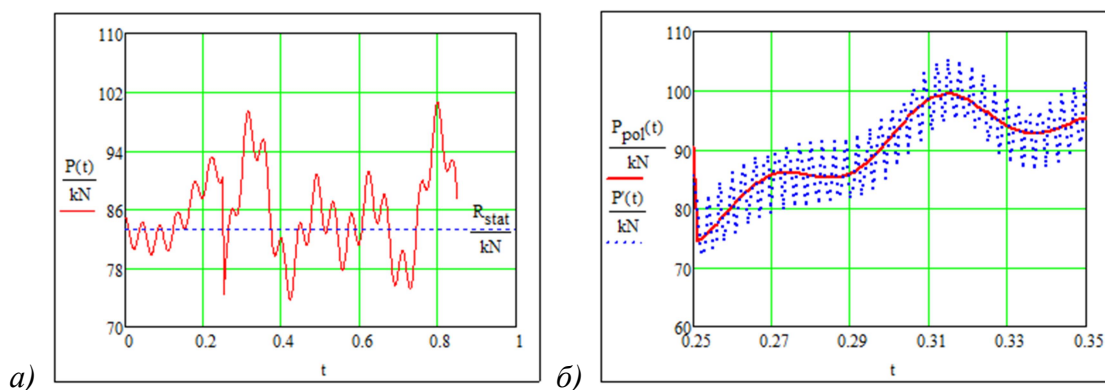 110
102
94
86
78
70
P(t)
kN
R_stat
kN
0
0.2
0.4
0.6
0.8
1
t
а)
110
100
90
80
70
60
P_pol(t)
kN
P'(t)
kN
0.25
0.27
0.29
0.31
0.33
0.35
t
б)